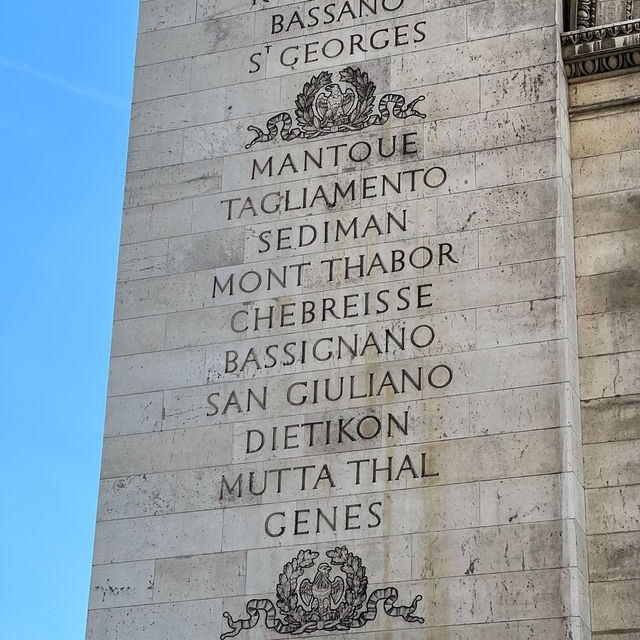 BASSANO
Sᵀ GEORGES
MANTOUE
TAGLIAMENTO
SEDIMAN
MONT THABOR
CHEBREISSE
BASSIGNANO
SAN GIULIANO
DIETIKON
MUTTA THAL
GENES